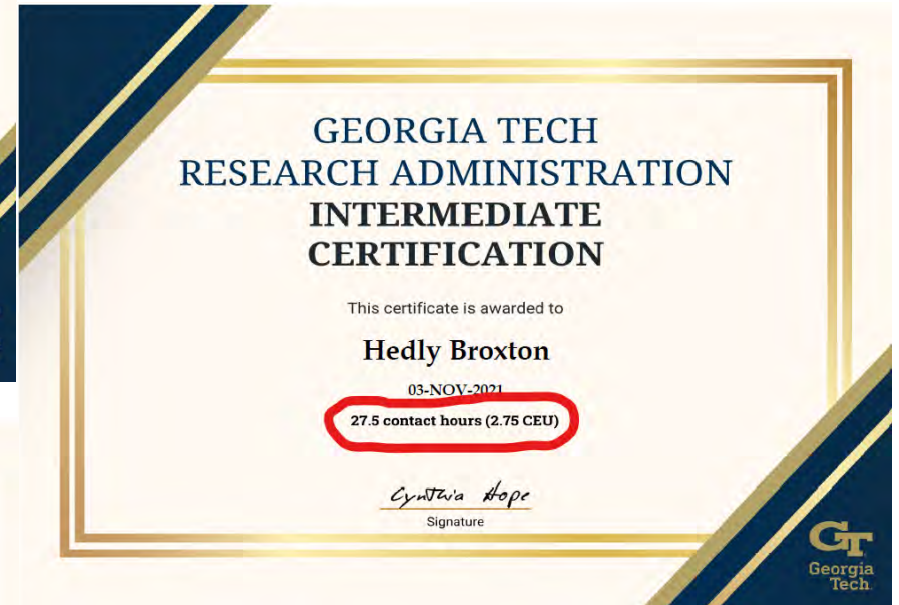 GEORGIA TECH
RESEARCH ADMINISTRATION
INTERMEDIATE
CERTIFICATION
This certificate is awarded to
Hedly Broxton
03-NOV-2021
27.5 contact hours (2.75 CEU)
Cynthia Hope
Signature
GT
Georgia
Tech